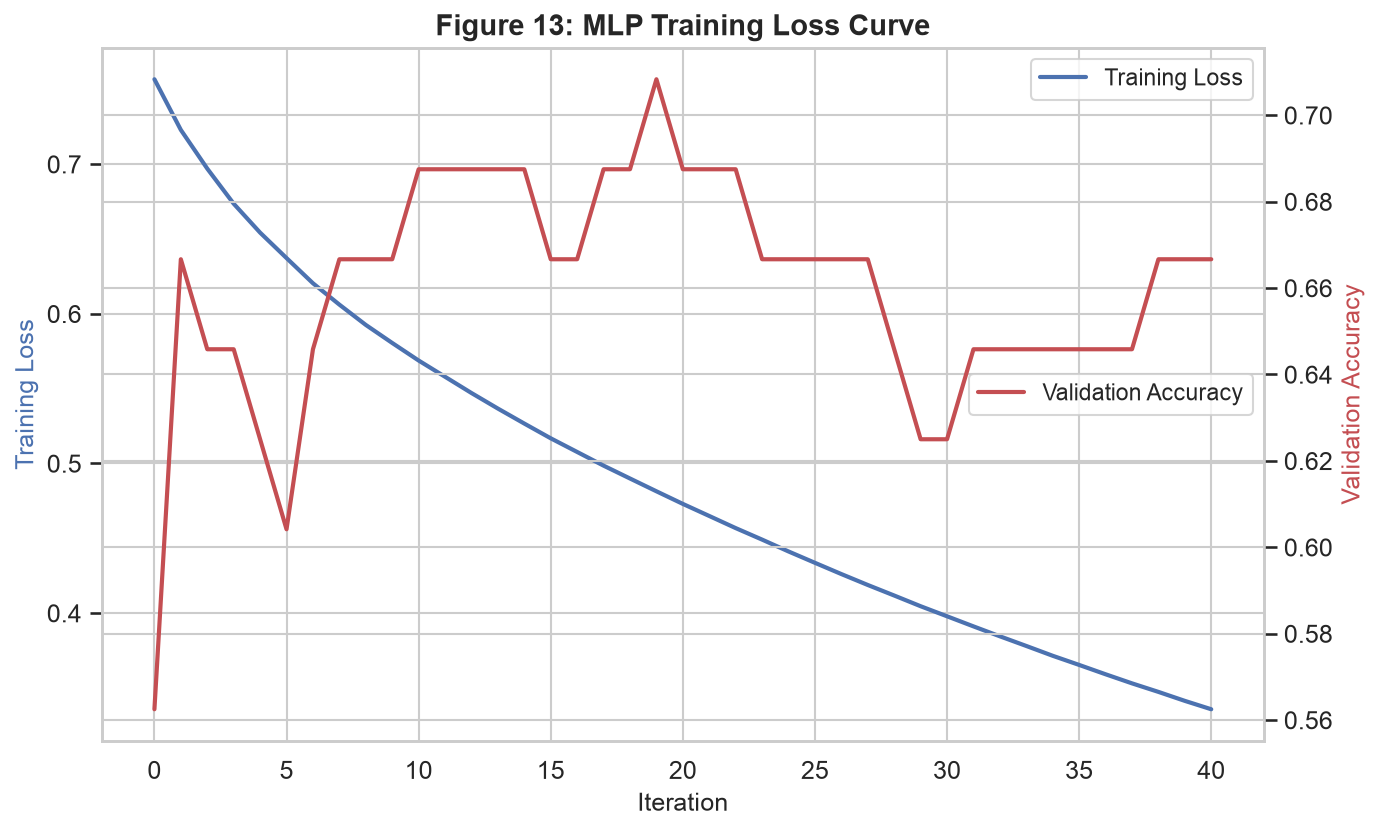 Figure 13: MLP Training Loss Curve
Training Loss
Validation Accuracy
Training Loss
0.7
0.6
0.5
0.4
0.70
0.68
0.66
0.64
0.62
0.60
0.58
0.56
Validation Accuracy
0 5 10 15 20 25 30 35 40
Iteration